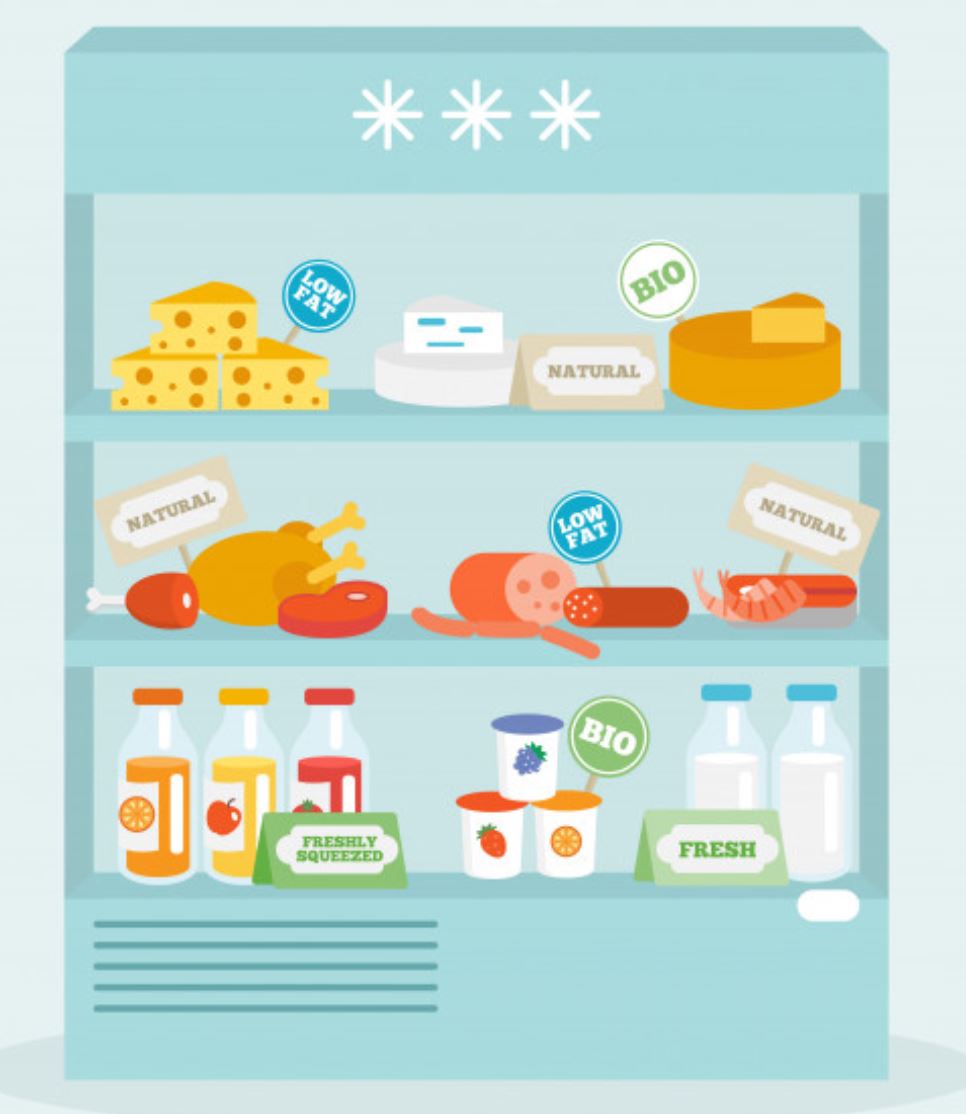 LOW
FAT
BIO
NATURAL
NATURAL
LOW
FAT
NATURAL
BIO
FRESHLY
SQUEEZED
FRESH